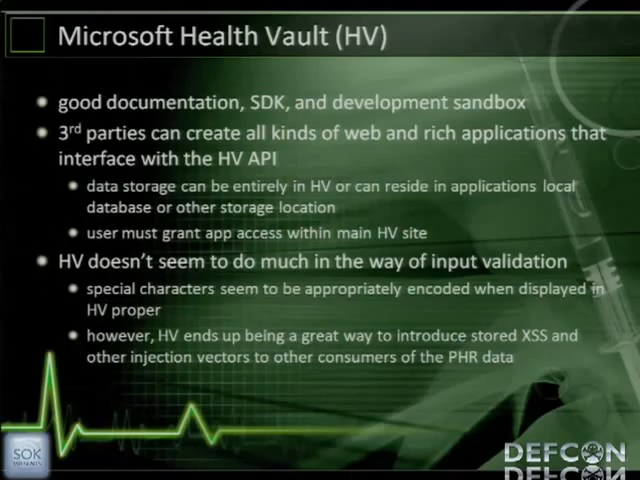 Microsoft Health Vault (HV)
good documentation, SDK, and development sandbox
3rd parties can create all kinds of web and rich applications that
interface with the HV API
data storage can be entirely in HV or can reside in applications local
database or other storage location
user must grant app access within main HV site
HV doesn't seem to do much in the way of input validation
special characters seem to be appropriately encoded when displayed in
HV proper
however, HV ends up being a great way to introduce stored XSS and
other injection vectors to other consumers of the PHR data
SOK
PRESENTS
DEFCON